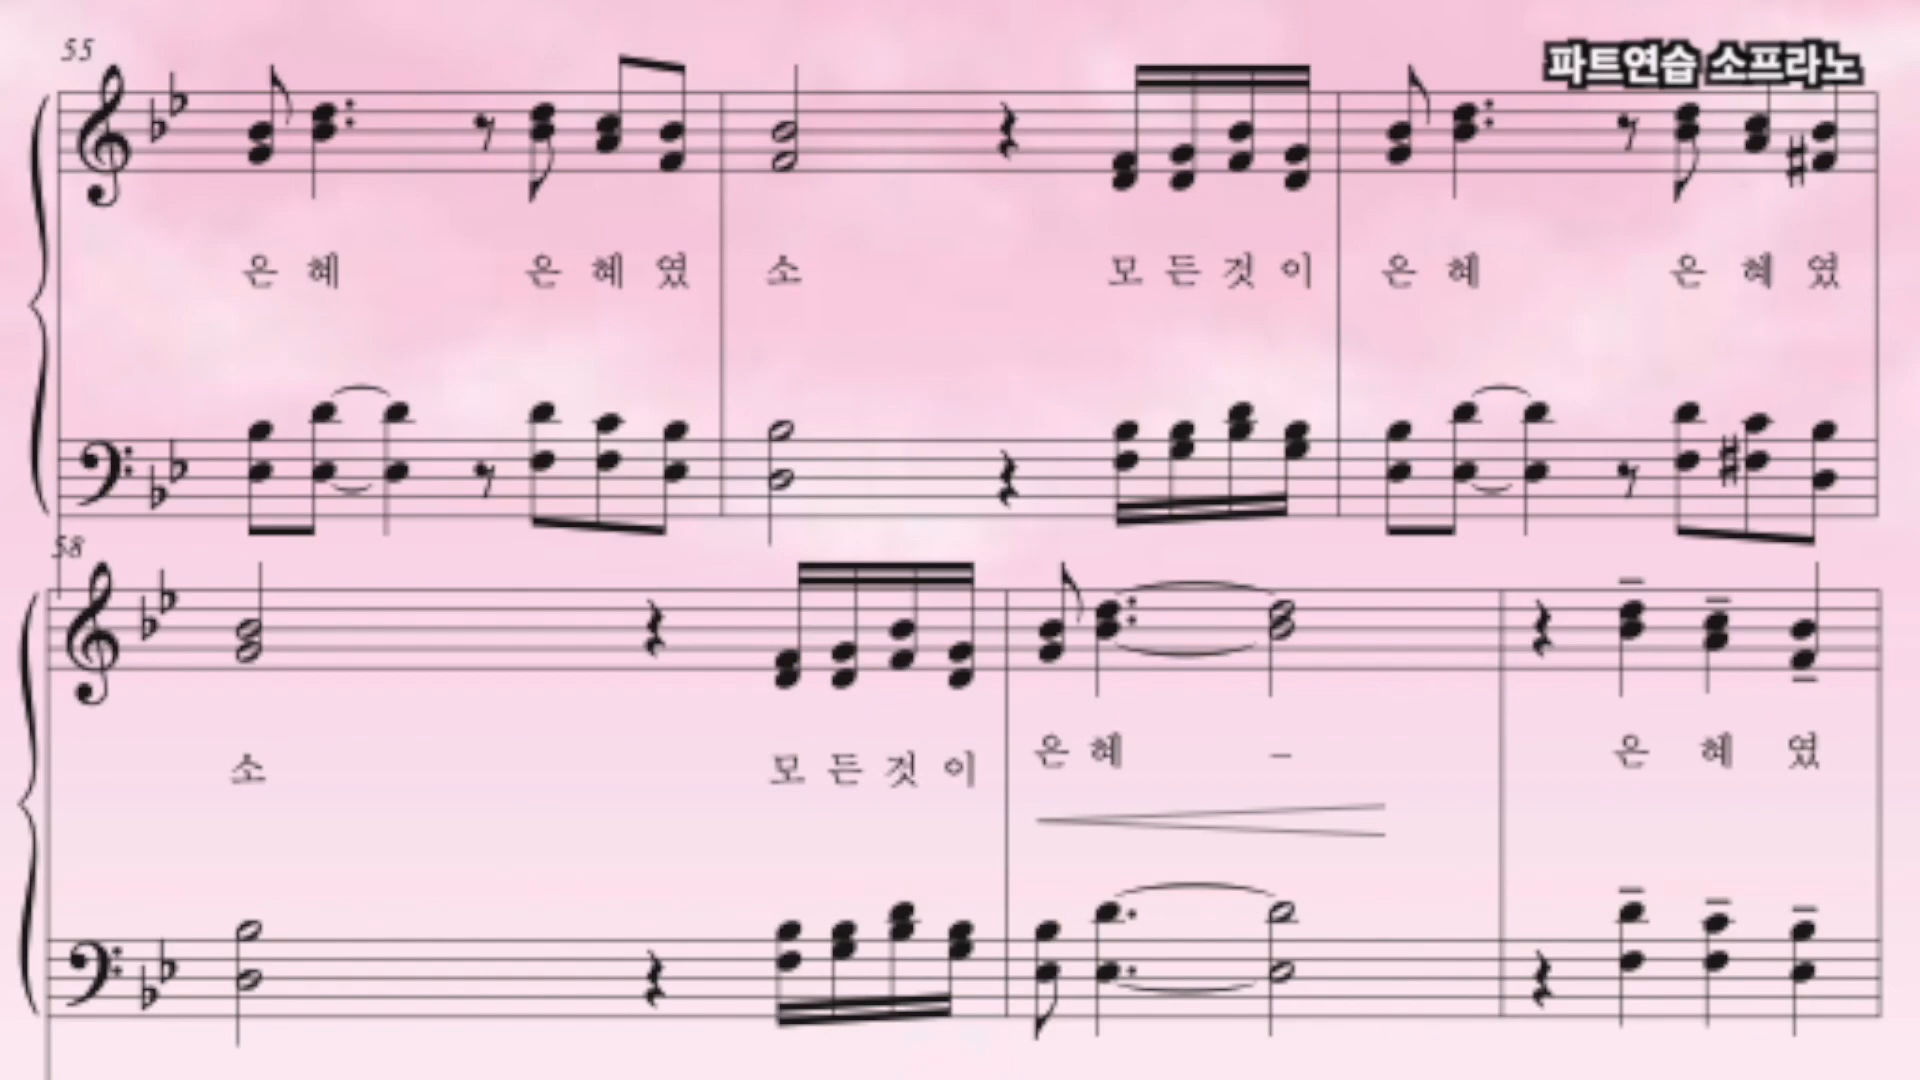 55
파트연습 소프라노
은 혜 은 혜 였 소 모 든 것 이 은 혜 은 혜 였
58
소 모 든 것 이 은 혜 - 은 혜 였